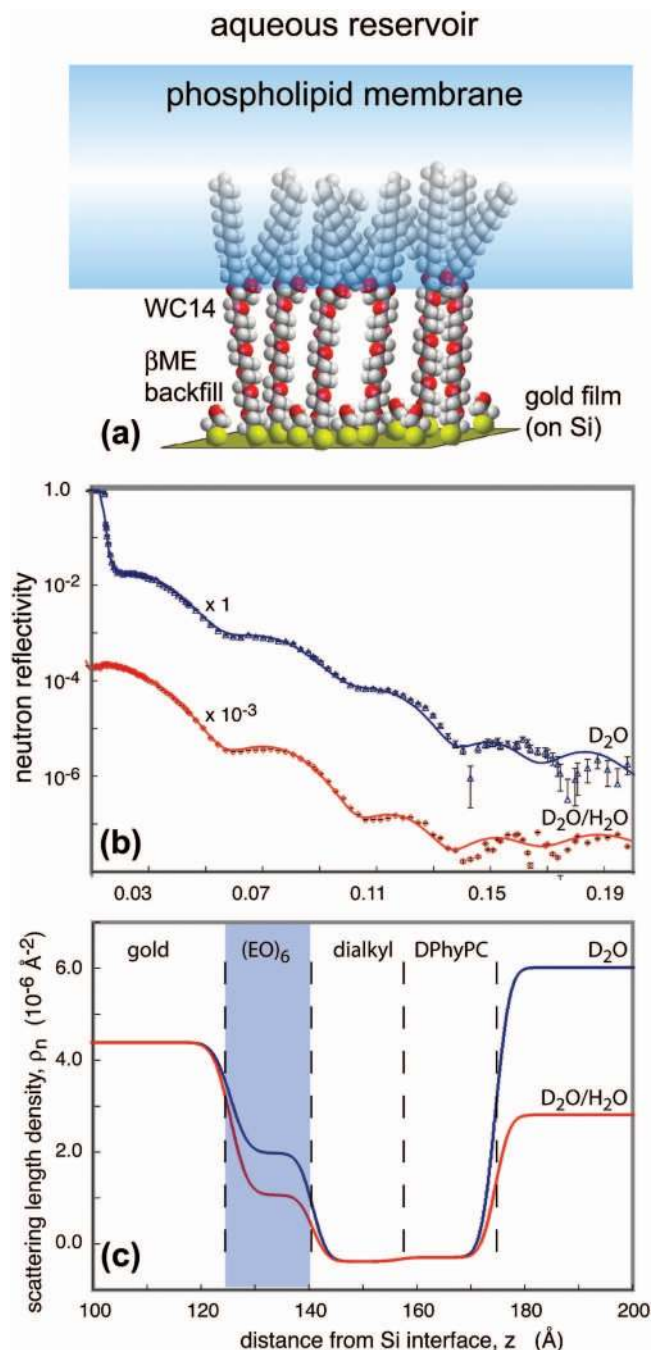 aqueous reservoir
phospholipid membrane
WC14
βME
backfill
gold film
(on Si)
(a)
neutron reflectivity
1.0
10-2
10-4
10-6
x 1
x 10-3
D2O
D2O/H2O
(b)
0.03 0.07 0.11 0.15 0.19
gold (EO)6 dialkyl DPhyPC
D2O
D2O/H2O
scattering length density, ρn (10-6 Å-2)
6.0
4.0
2.0
0.0
(c)
100 120 140 160 180 200
distance from Si interface, z (Å)